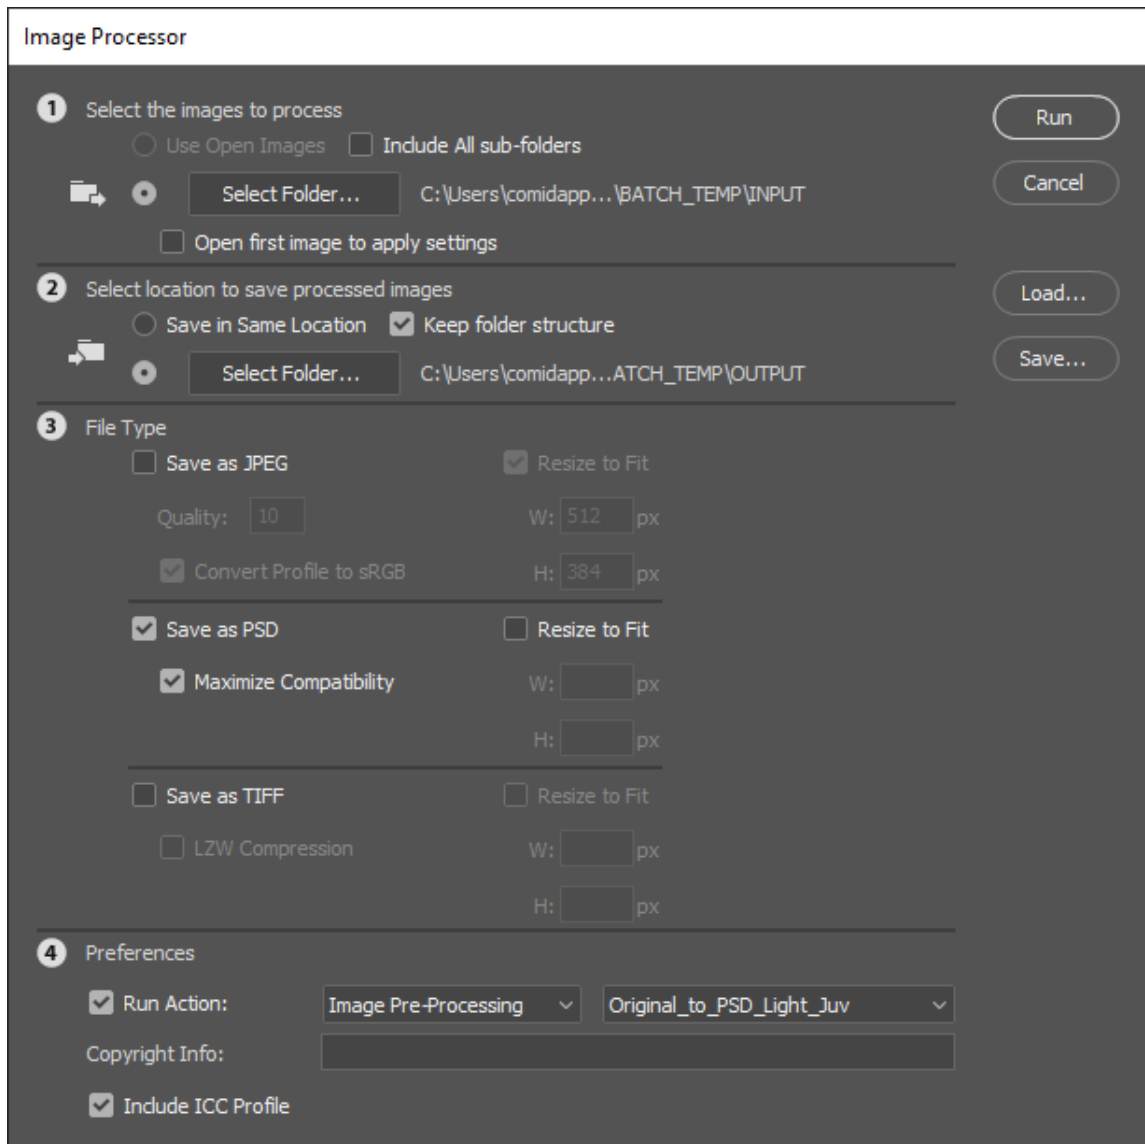 Image Processor
1 Select the images to process
Use Open Images Include All sub-folders
Select Folder... C:\Users\comidapp...\BATCH_TEMP\INPUT
Open first image to apply settings
Run
Cancel
2 Select location to save processed images
Save in Same Location Keep folder structure
Select Folder... C:\Users\comidapp...ATCH_TEMP\OUTPUT
Load...
Save...
3 File Type
Save as JPEG Resize to Fit
Quality: 10 W: 512 px
Convert Profile to sRGB H: 384 px
Save as PSD Resize to Fit
Maximize Compatibility W: px
H: px
Save as TIFF Resize to Fit
LZW Compression W: px
H: px
4 Preferences
Run Action: Image Pre-Processing Original_to_PSD_Light_Juv
Copyright Info:
Include ICC Profile